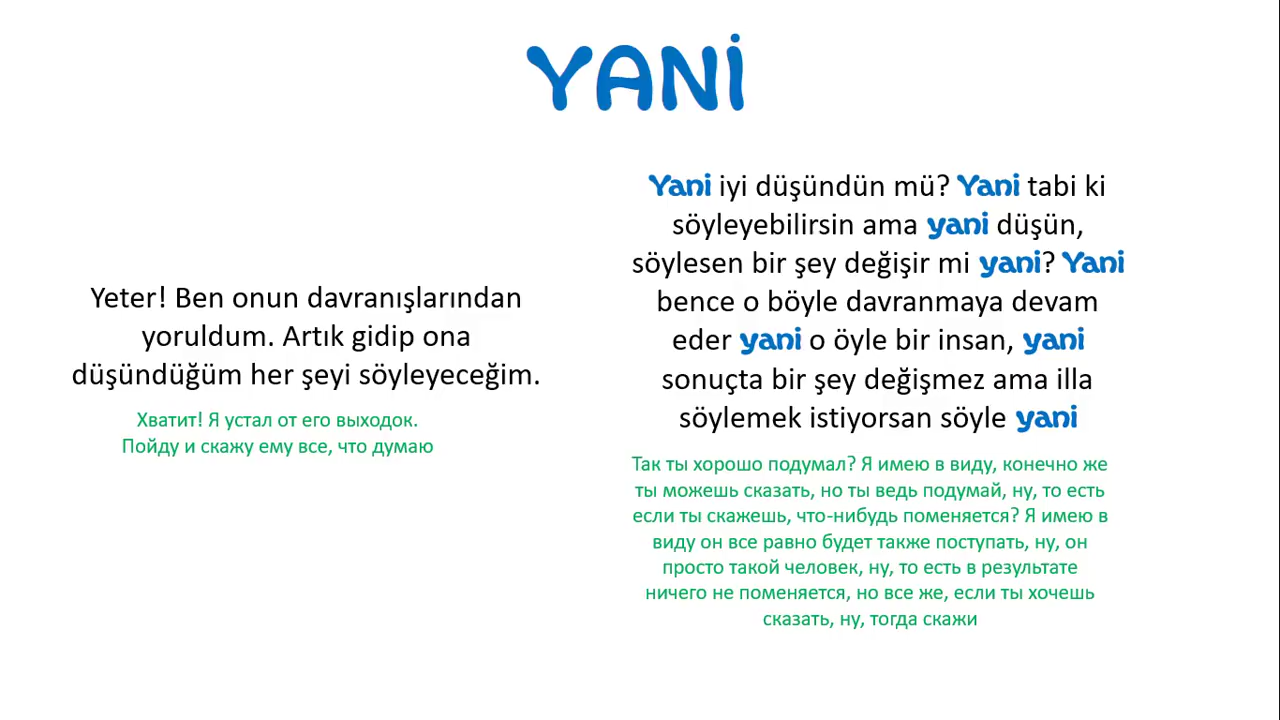 YANİ
Yeter! Ben onun davranışlarından
yoruldum. Artık gidip ona
düşündüğüm her şeyi söyleyeceğim.
Хватит! Я устал от его выходок.
Пойду и скажу ему все, что думаю
Yani iyi düşündün mü? Yani tabi ki
söyleyebilirsin ama yani düşün,
söylesen bir şey değişir mi yani? Yani
bence o böyle davranmaya devam
eder yani o öyle bir insan, yani
sonuçta bir şey değişmez ama illa
söylemek istiyorsan söyle yani
Так ты хорошо подумал? Я имею в виду, конечно же
ты можешь сказать, но ты ведь подумай, ну, то есть
если ты скажешь, что-нибудь поменяется? Я имею в
виду он все равно будет также поступать, ну, он
просто такой человек, ну, то есть в результате
ничего не поменяется, но все же, если ты хочешь
сказать, ну, тогда скажи